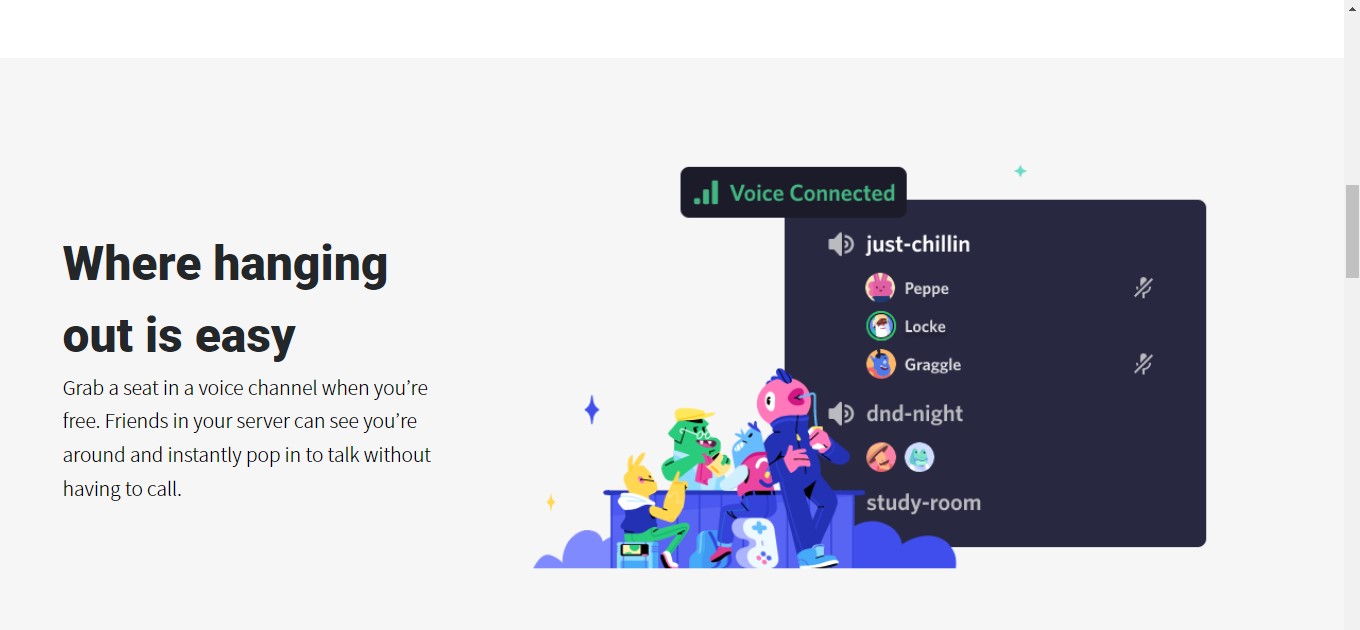 Where hanging
out is easy
Grab a seat in a voice channel when you’re
free. Friends in your server can see you’re
around and instantly pop in to talk without
having to call.
Voice Connected
just-chillin
Peppe
Locke
Graggle
dnd-night
study-room